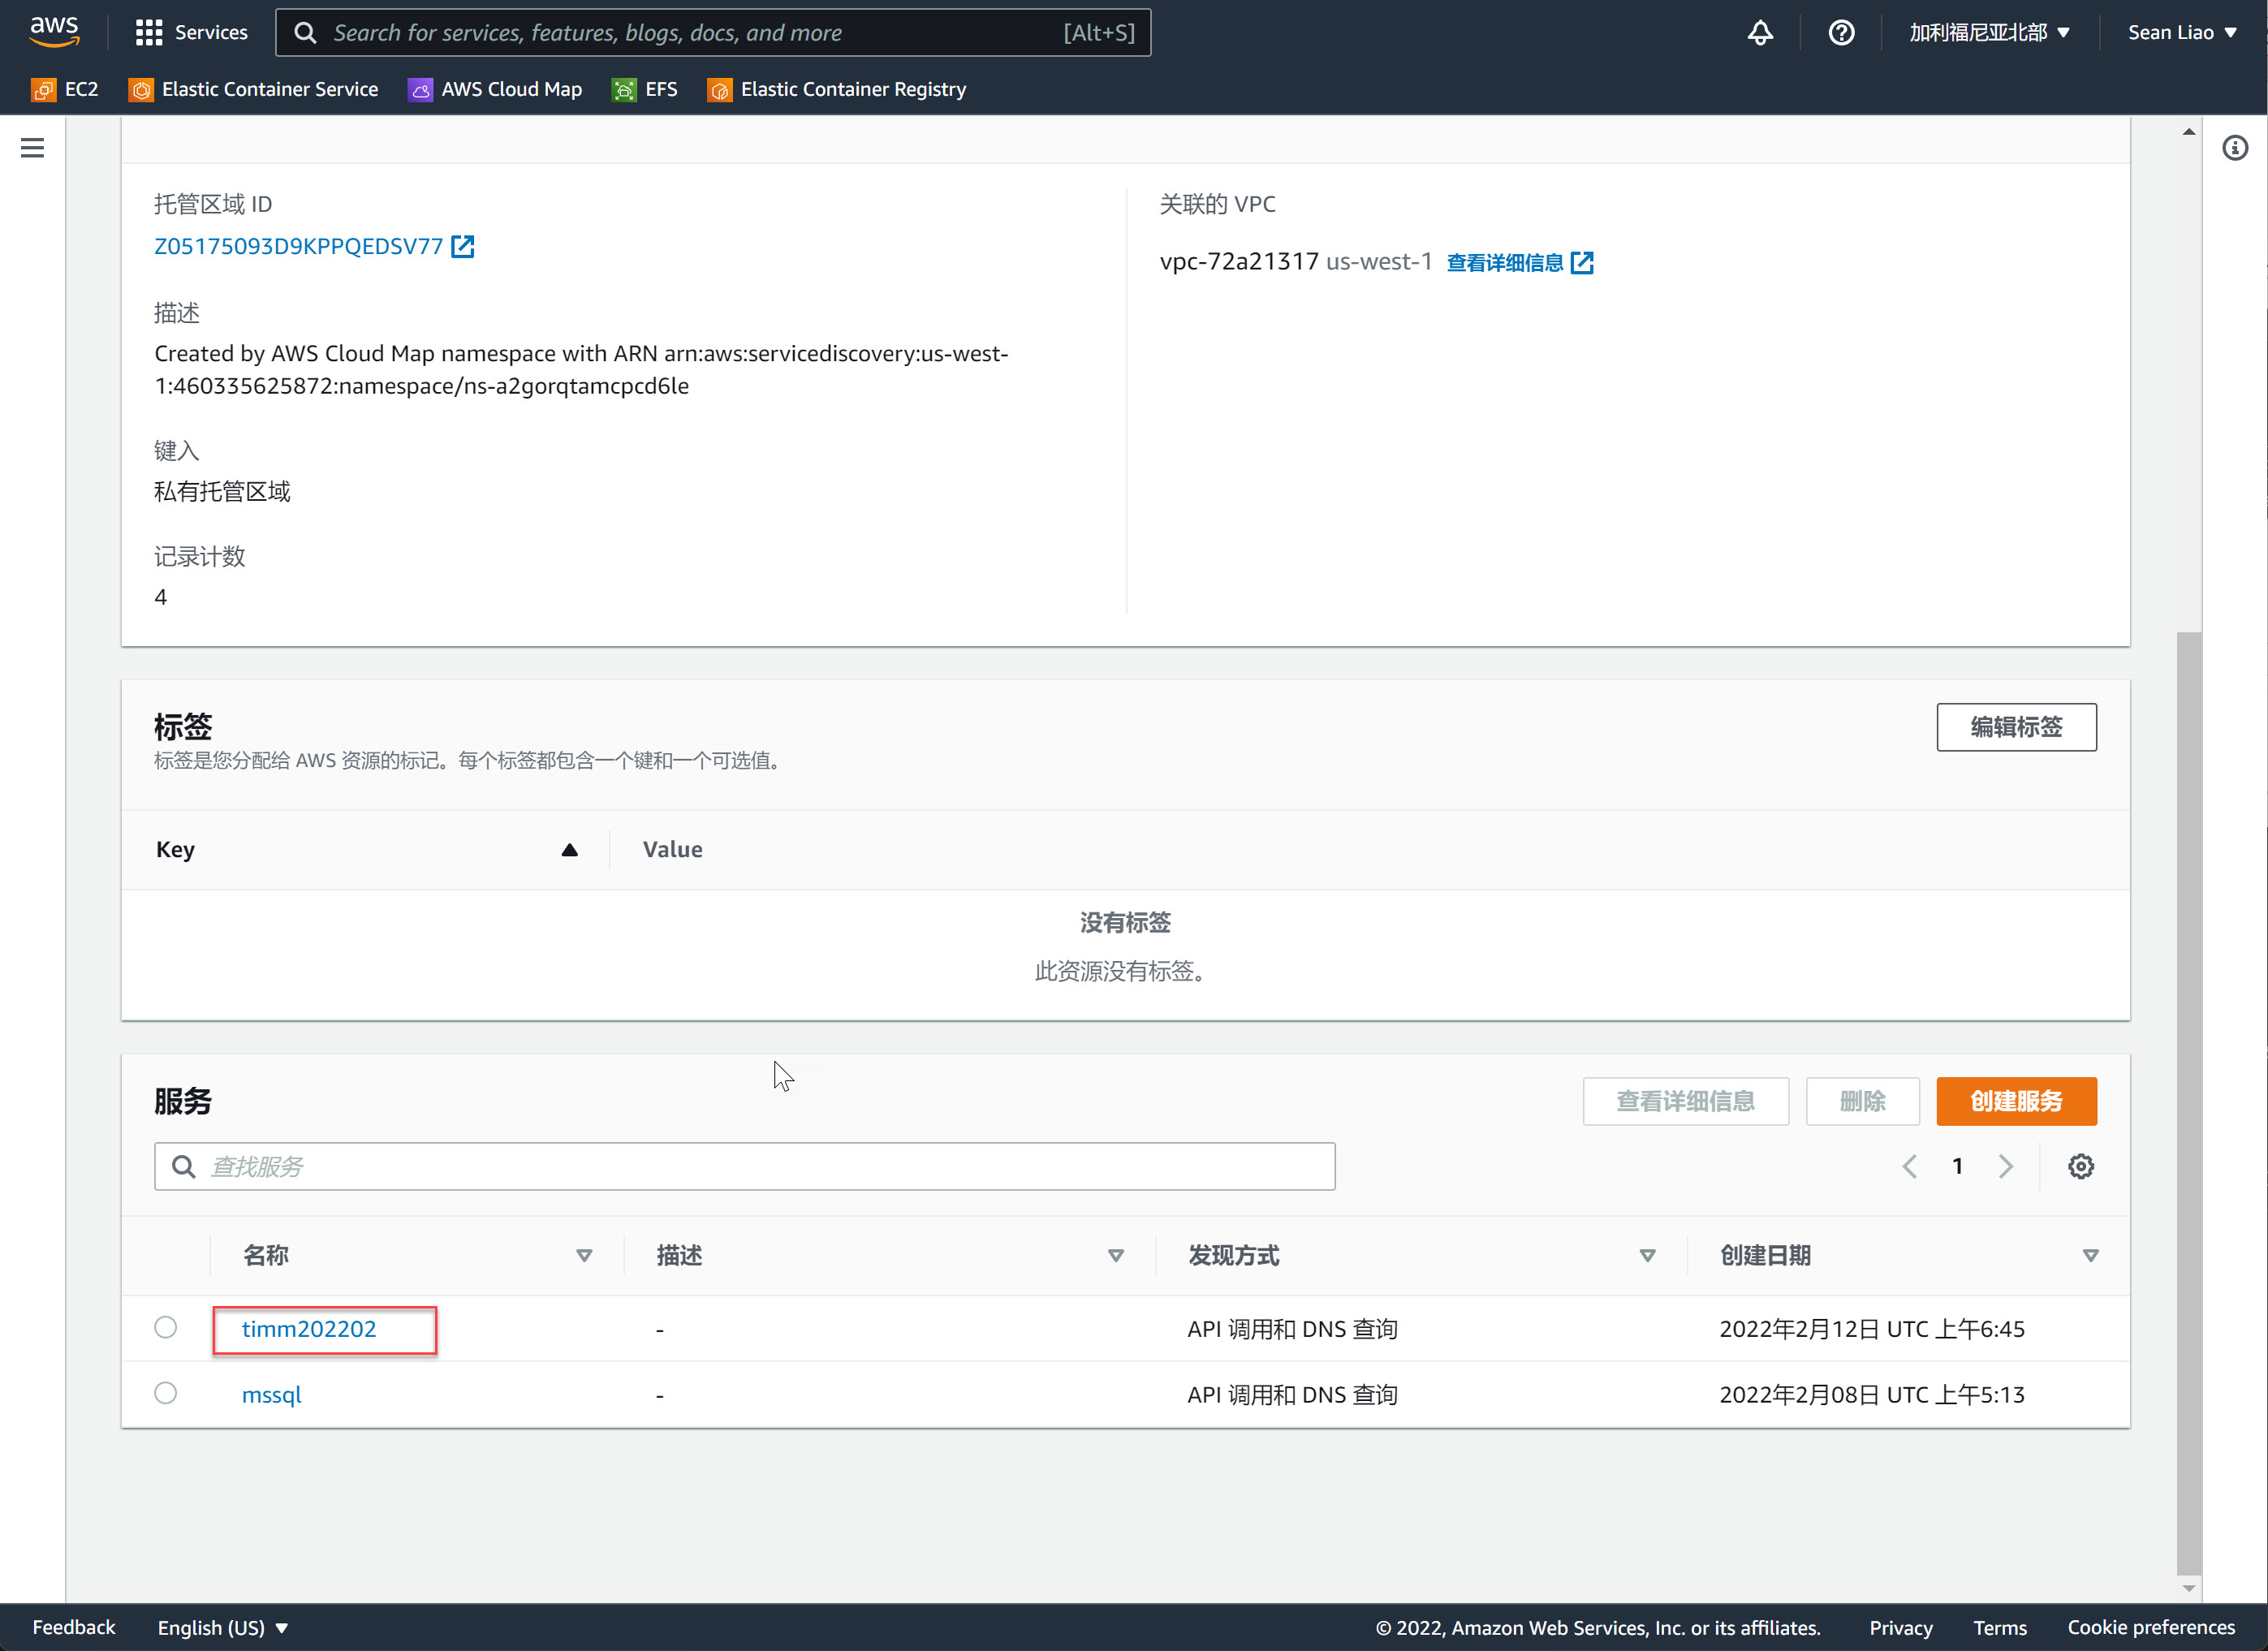 aws
Services
Search for services, features, blogs, docs, and more
[Alt+S]
加利福尼亚北部
Sean Liao
EC2
Elastic Container Service
AWS Cloud Map
EFS
Elastic Container Registry
托管区域 ID
Z05175093D9KPPQEDSV77
关联的 VPC
vpc-72a21317 us-west-1 查看详细信息
描述
Created by AWS Cloud Map namespace with ARN arn:aws:servicediscovery:us-west-
1:460335625872:namespace/ns-a2gorqtamcpcd6le
键入
私有托管区域
记录计数
4
标签
标签是您分配给 AWS 资源的标记。每个标签都包含一个键和一个可选值。
编辑标签
Key
Value
没有标签
此资源没有标签。
服务
查看详细信息
删除
创建服务
查找服务
1
名称
描述
发现方式
创建日期
timm202202
-
API 调用和 DNS 查询
2022年2月12日 UTC 上午6:45
mssql
-
API 调用和 DNS 查询
2022年2月08日 UTC 上午5:13
Feedback
English (US)
© 2022, Amazon Web Services, Inc. or its affiliates.
Privacy
Terms
Cookie preferences